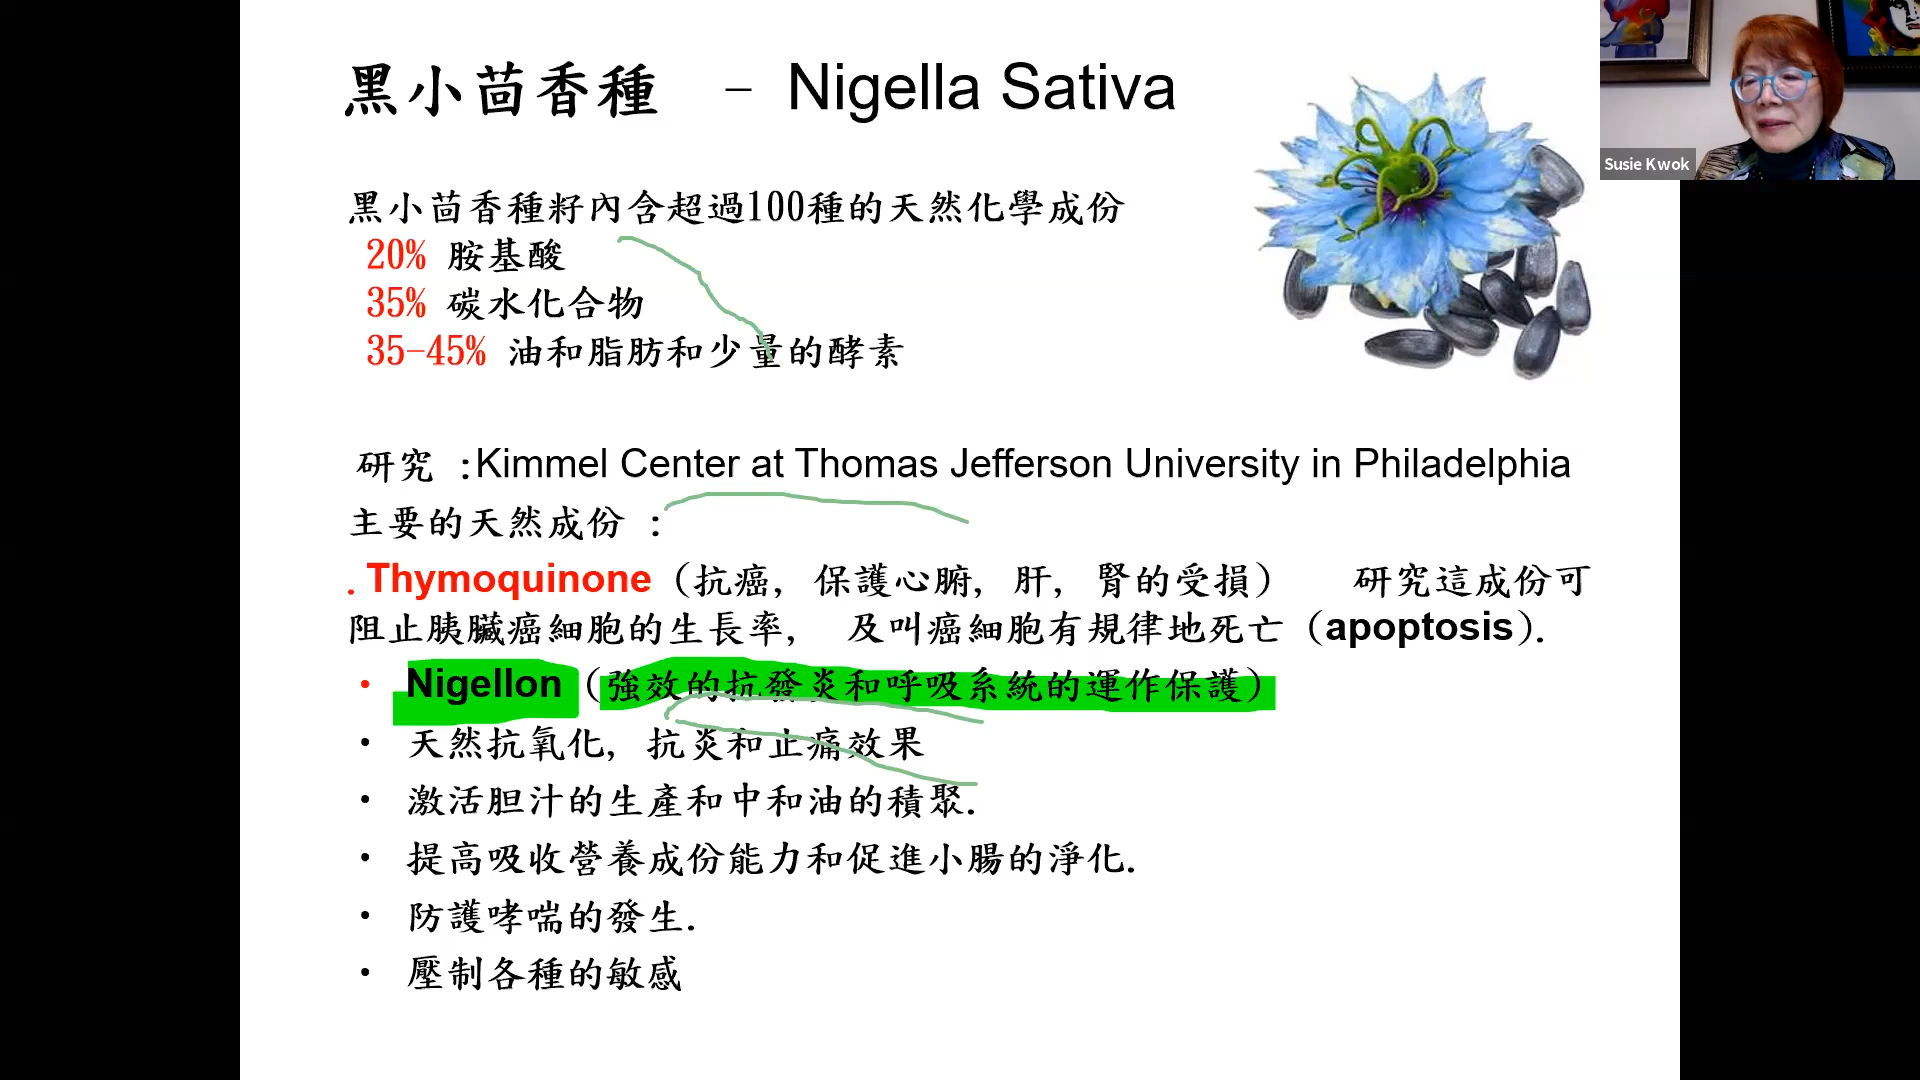 黑小茴香種 – Nigella Sativa
Susie Kwok
黑小茴香種籽內含超過100種的天然化學成份
20% 胺基酸
35% 碳水化合物
35-45% 油和脂肪和少量的酵素
研究 :Kimmel Center at Thomas Jefferson University in Philadelphia
主要的天然成份 :
. Thymoquinone (抗癌, 保護心腑, 肝, 腎的受損) 研究這成份可
阻止胰臟癌細胞的生長率, 及叫癌細胞有規律地死亡 (apoptosis).
• Nigellon (強效的抗發炎和呼吸系統的運作保護)
• 天然抗氧化, 抗炎和止痛效果
• 激活胆汁的生產和中和油的積聚.
• 提高吸收營養成份能力和促進小腸的淨化.
• 防護哮喘的發生.
• 壓制各種的敏感